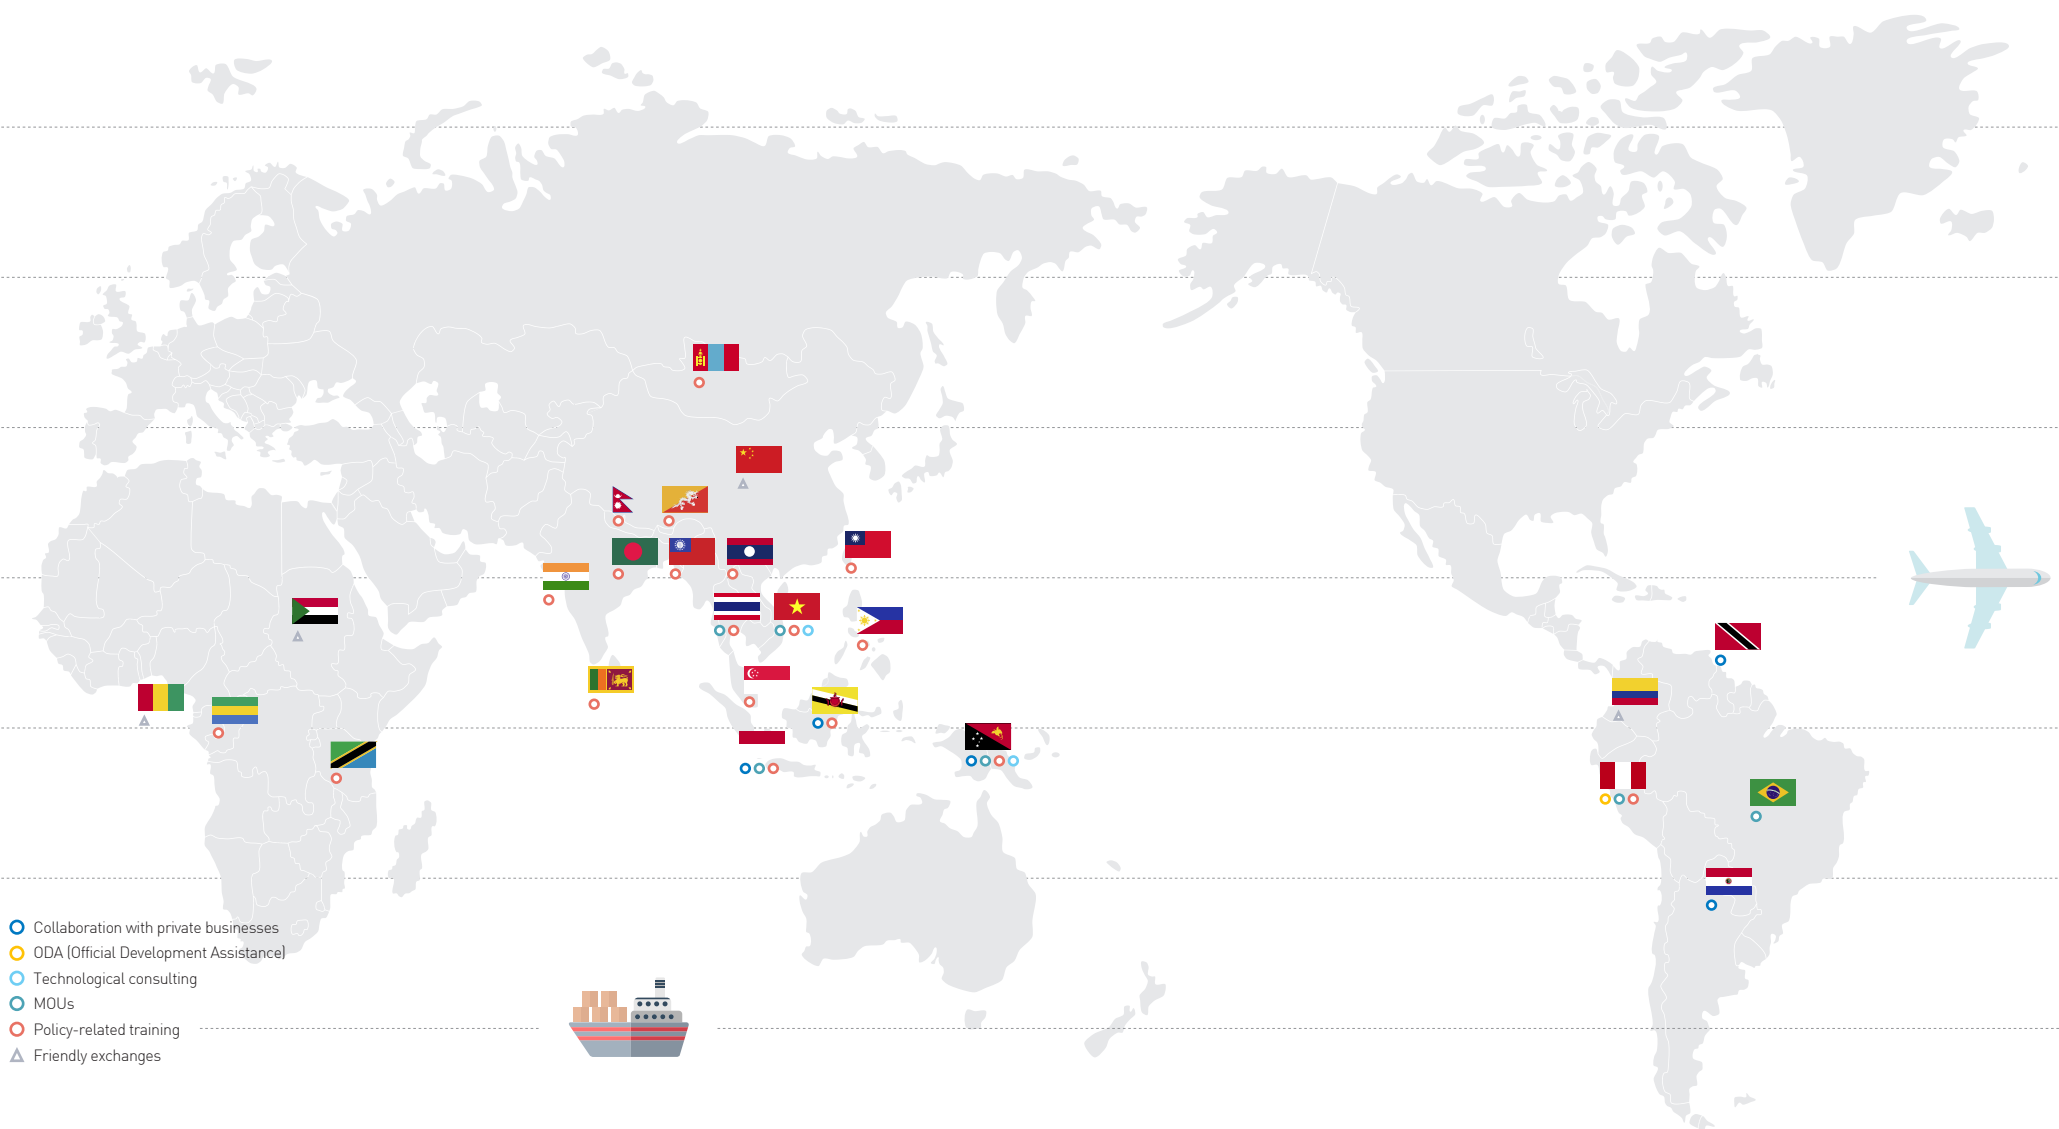 Collaboration with private businesses
ODA (Official Development Assistance)
Technological consulting
MOUs
Policy-related training
Friendly exchanges